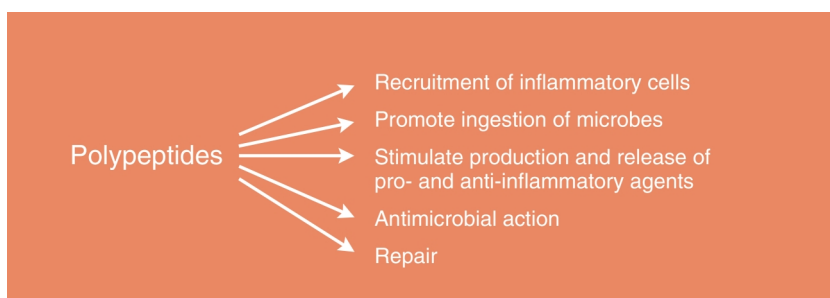 Polypeptides
Recruitment of inflammatory cells
Promote ingestion of microbes
Stimulate production and release of
pro- and anti-inflammatory agents
Antimicrobial action
Repair